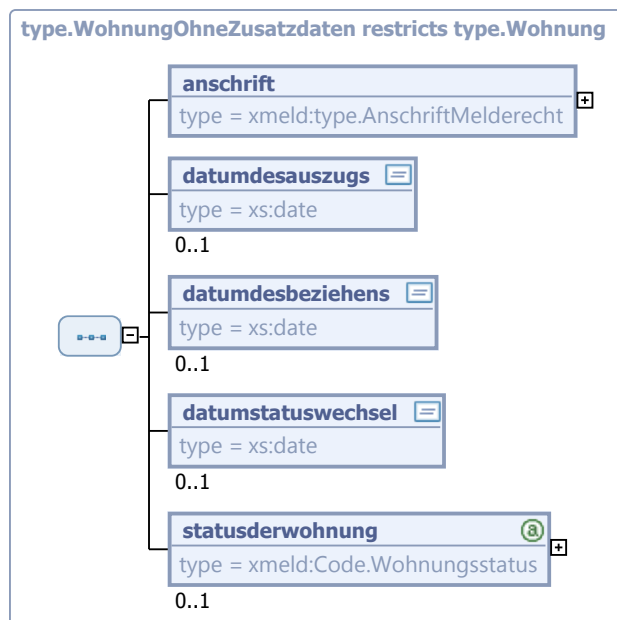 type.WohnungOhneZusatzdaten restricts type.Wohnung
anschrift
type = xmeld:type.AnschriftMelderecht
datumdesauszugs
type = xs:date
0..1
datumdesbeziehens
type = xs:date
0..1
datumstatuswechsel
type = xs:date
0..1
statusderwohnung
a
type = xmeld:Code.Wohnungsstatus
0..1